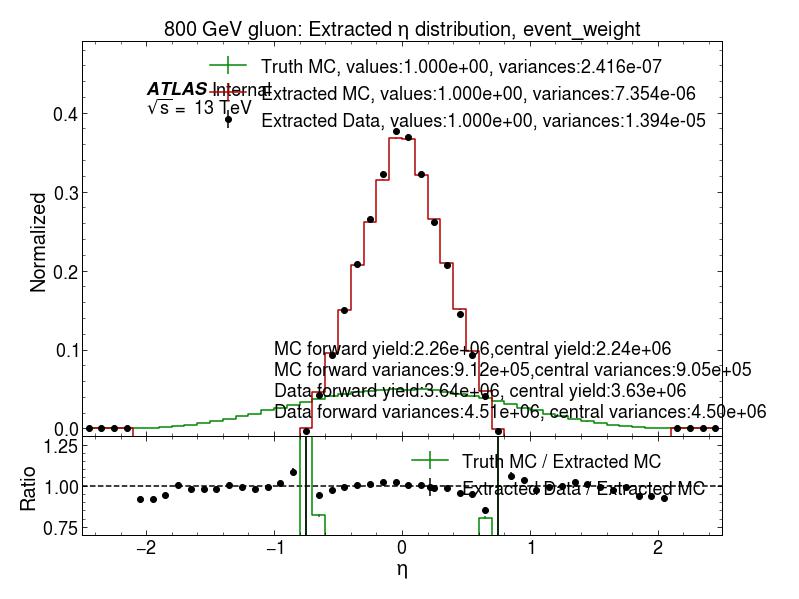 800 GeV gluon: Extracted η distribution, event_weight
Truth MC, values:1.000e+00, variances:2.416e-07
ATLAS Internal
Extracted MC, values:1.000e+00, variances:7.354e-06
√s = 13 TeV
Extracted Data, values:1.000e+00, variances:1.394e-05
Normalized
0.4
0.3
0.2
0.1
0.0
MC forward yield:2.26e+06,central yield:2.24e+06
MC forward variances:9.12e+05,central variances:9.05e+05
Data forward yield:3.64e+06, central yield:3.63e+06
Data forward variances:4.51e+06, central variances:4.50e+06
Ratio
1.25
1.00
0.75
Truth MC / Extracted MC
Extracted Data / Extracted MC
−2 −1 0 1 2
η